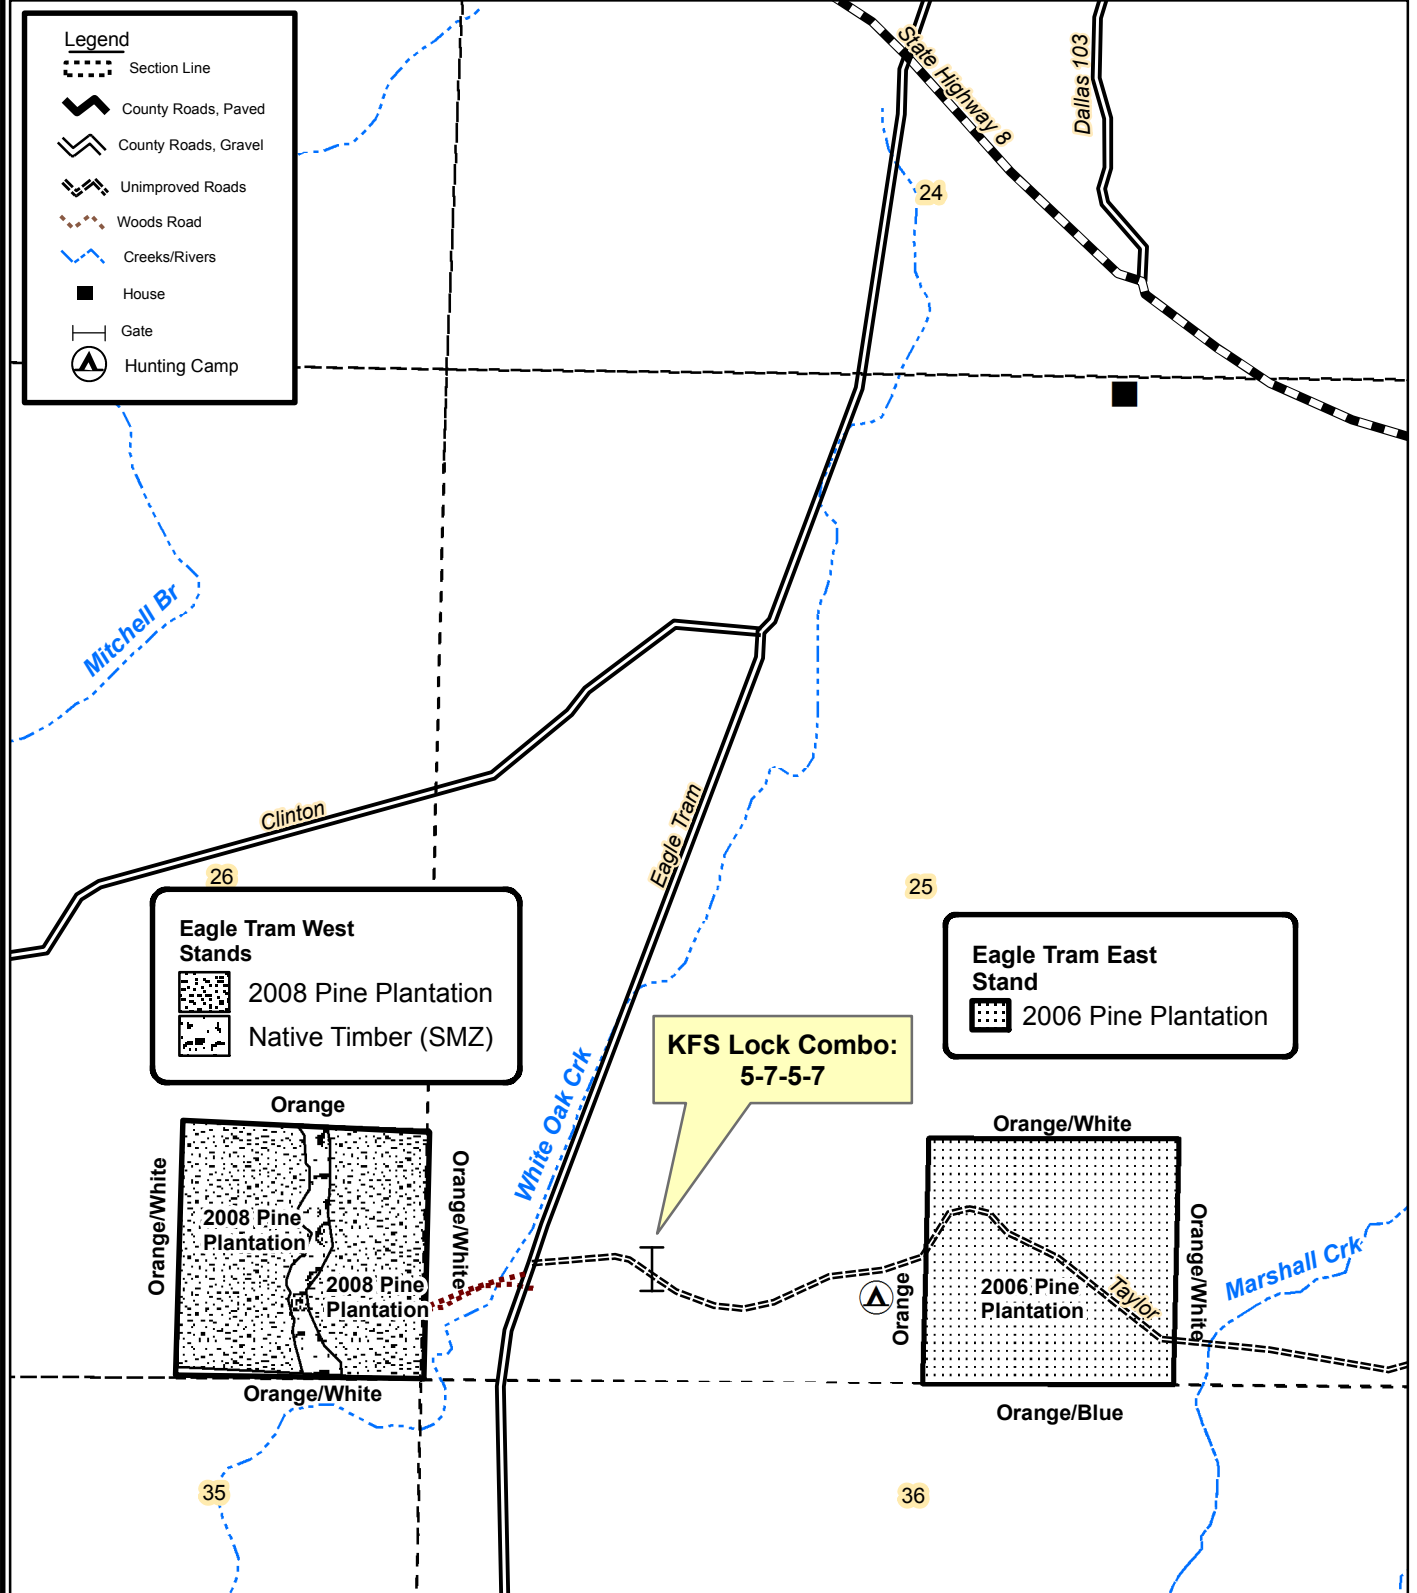 Legend
Section Line
County Roads, Paved
County Roads, Gravel
Unimproved Roads
Woods Road
Creeks/Rivers
House
Gate
Hunting Camp
State Highway 8
Dallas 103
24
Mitchell Br
Clinton
Eagle Tram
26
25
Eagle Tram West
Stands
2008 Pine Plantation
Native Timber (SMZ)
Eagle Tram East
Stand
2006 Pine Plantation
KFS Lock Combo:
5-7-5-7
White Oak Crk
Orange
Orange/White
Orange/White
2008 Pine
Plantation
2008 Pine
Plantation
Orange/White
Orange/White
Orange
Orange/White
2006 Pine
Plantation
Taylor
Marshall Crk
Orange/Blue
35
36